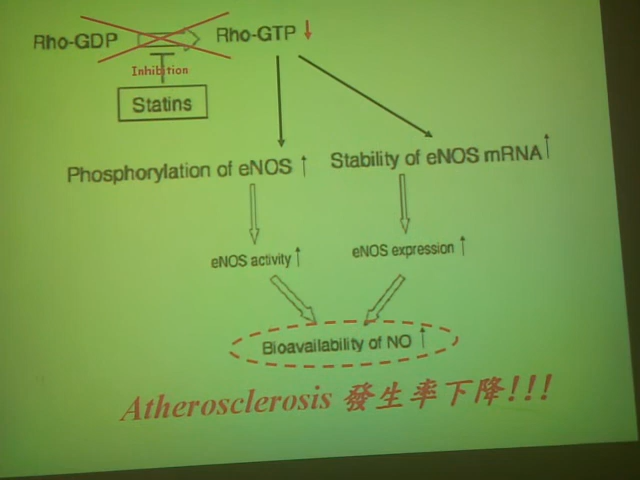 Rho-GDP Rho-GTP ↓
Inhibition
Statins
Phosphorylation of eNOS ↑ Stability of eNOS mRNA ↑
eNOS activity ↑ eNOS expression ↑
Bioavailability of NO ↑
Atherosclerosis 發生率下降!!!